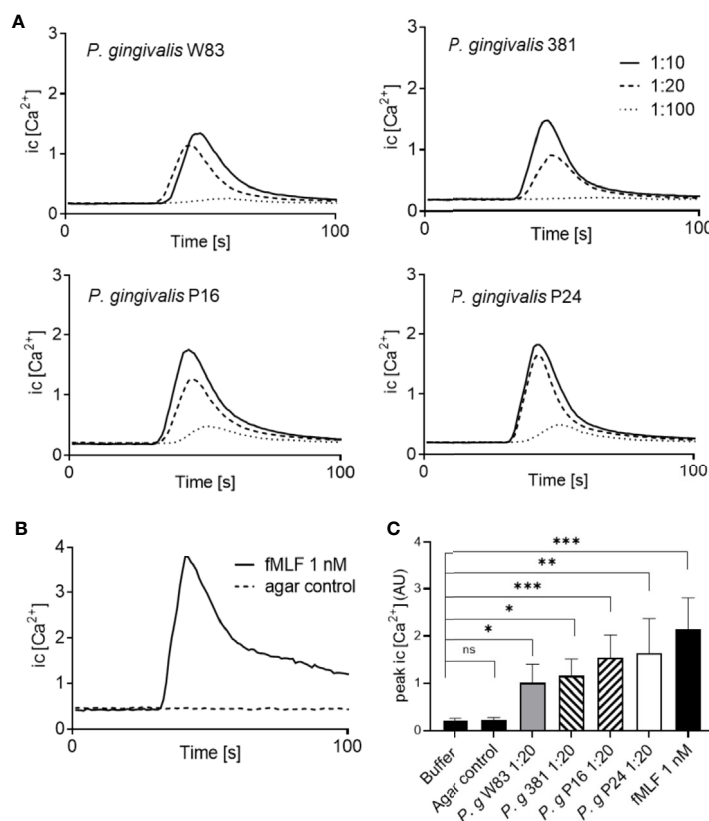 A
P. gingivalis W83
3
2
1
0
ic [Ca2+]
0
100
Time [s]
P. gingivalis 381
1:10
1:20
1:100
3
2
1
0
ic [Ca2+]
0
100
Time [s]
P. gingivalis P16
3
2
1
0
ic [Ca2+]
0
100
Time [s]
P. gingivalis P24
3
2
1
0
ic [Ca2+]
0
100
Time [s]
B
fMLF 1 nM
agar control
4
3
2
1
0
ic [Ca2+]
0
100
Time [s]
C
4
3
2
1
0
peak ic [Ca2+] (AU)
***
**
***
*
*
ns
Buffer
Agar control
P. g W83 1:20
P. g 381 1:20
P. g P16 1:20
P. g P24 1:20
fMLF 1 nM